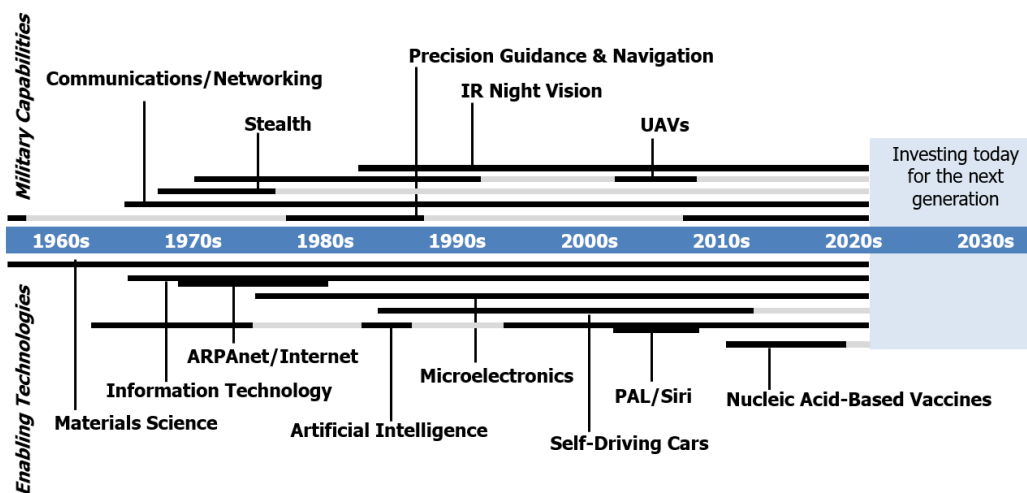 Military Capabilities
Precision Guidance & Navigation
Communications/Networking
IR Night Vision
Stealth
UAVs
Investing today
for the next
generation
1960s 1970s 1980s 1990s 2000s 2010s 2020s 2030s
Enabling Technologies
ARPAnet/Internet
Information Technology
Microelectronics
PAL/Siri
Nucleic Acid-Based Vaccines
Materials Science
Artificial Intelligence
Self-Driving Cars